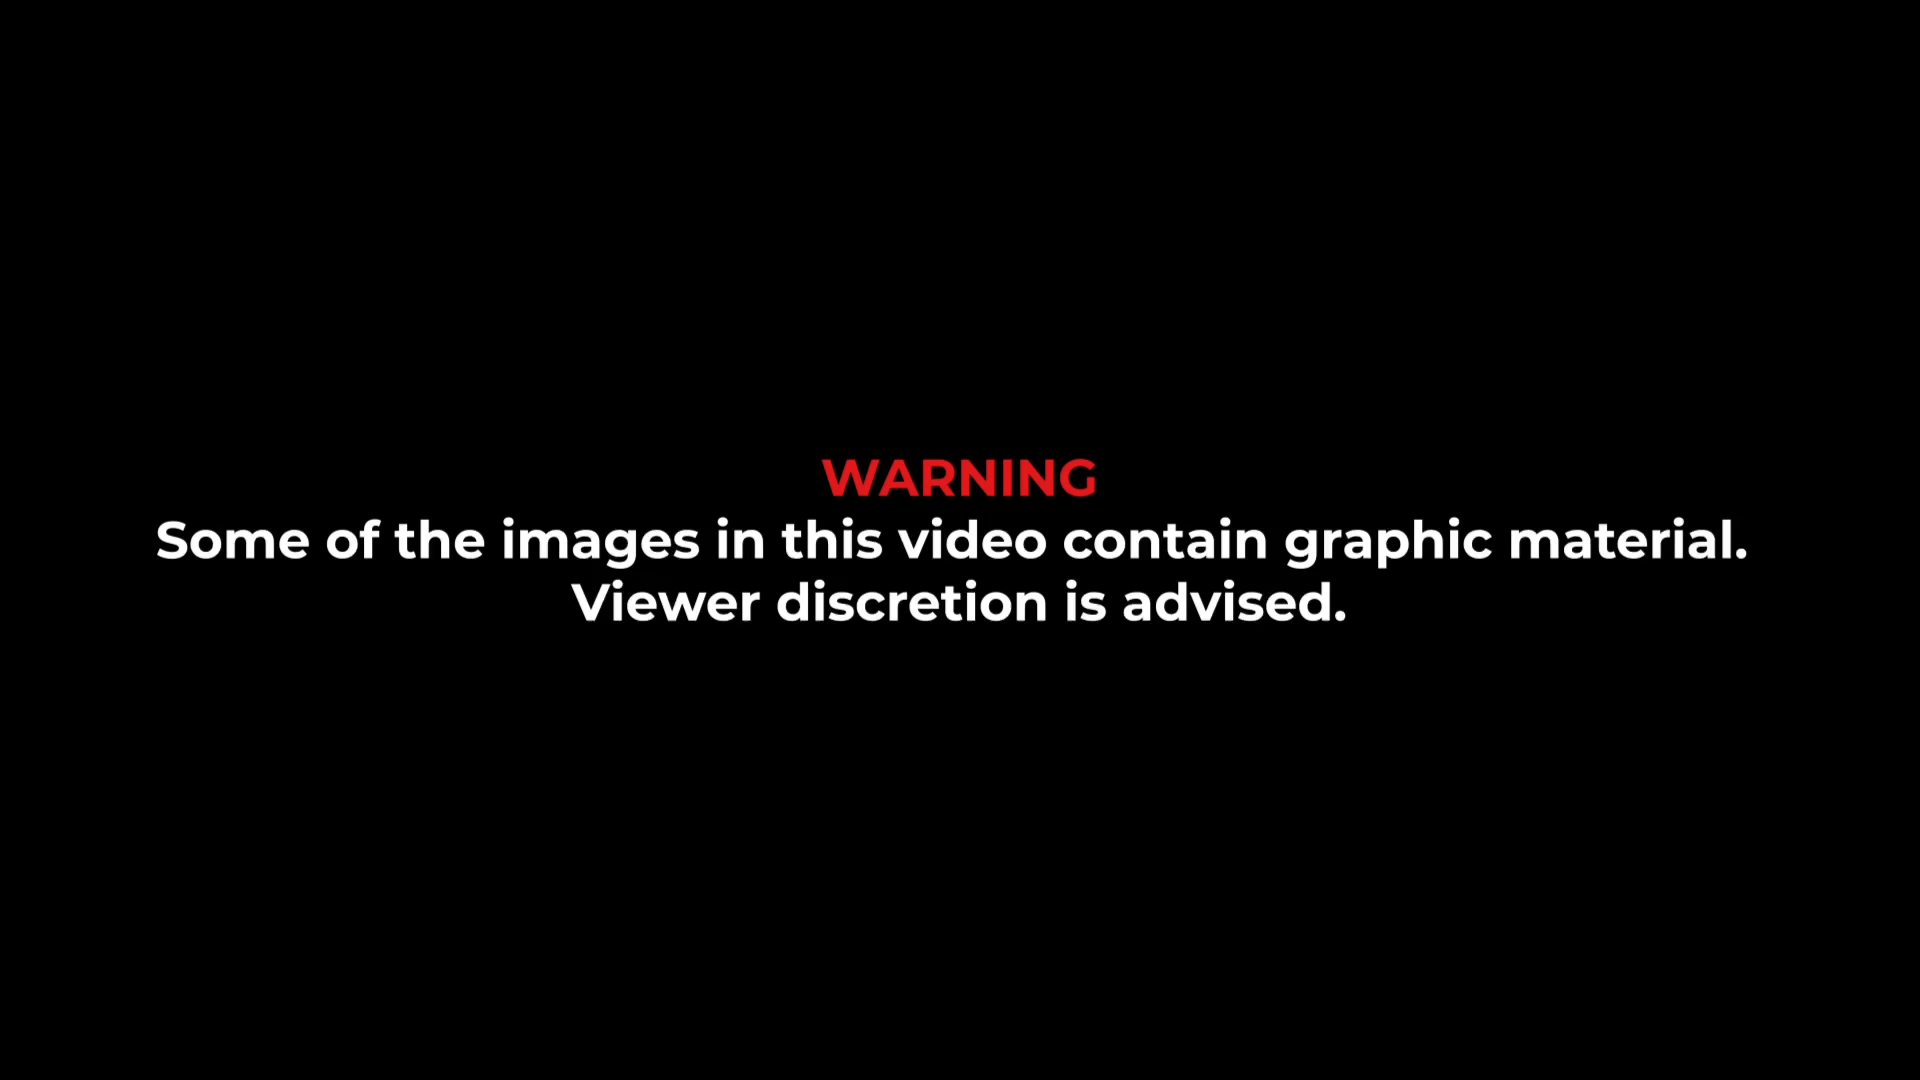 WARNING
Some of the images in this video contain graphic material.
Viewer discretion is advised.